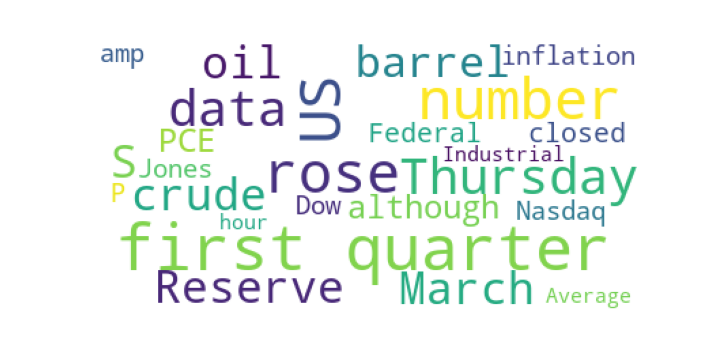 amp
oil
barrel
inflation
data
US
number
PCE
Federal
closed
S
Jones
rose
Industrial
Thursday
P
crude
hour
Dow
although
Nasdaq
first quarter
Reserve
March
Average